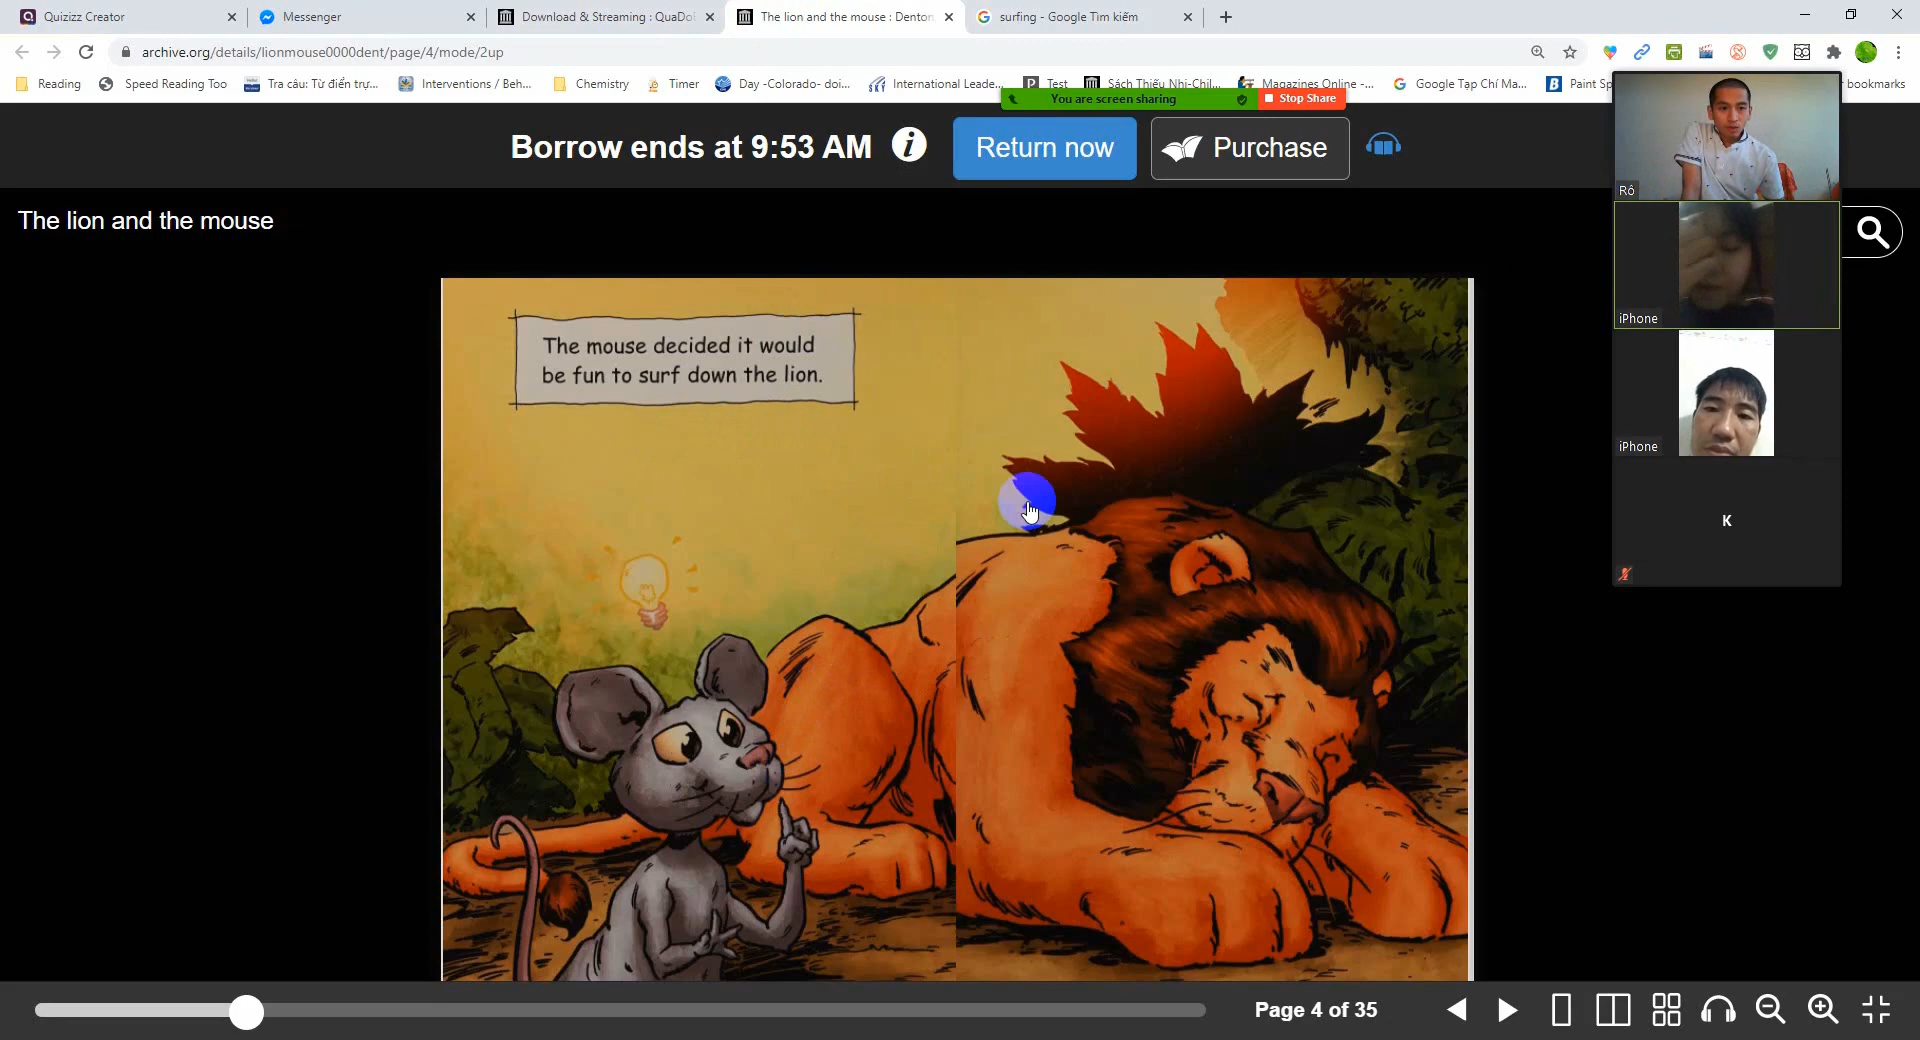 Quizizz Creator
Messenger
Download & Streaming : QuaDoE
The lion and the mouse : Denton,
surfing - Google Tìm kiếm
archive.org/details/lionmouse0000dent/page/4/mode/2up
Reading
Speed Reading Too
Tra câu: Từ điển trự...
Interventions / Beh...
Chemistry
Timer
Day -Colorado- doi...
International Leade...
Test
Sách Thiếu Nhi-Chil...
Magazines Online -...
Google Tạp Chí Ma...
Paint Sp
bookmarks
You are screen sharing
Stop Share
Borrow ends at 9:53 AM
Return now
Purchase
The lion and the mouse
The mouse decided it would
be fun to surf down the lion.
Rô
iPhone
iPhone
K
Page 4 of 35